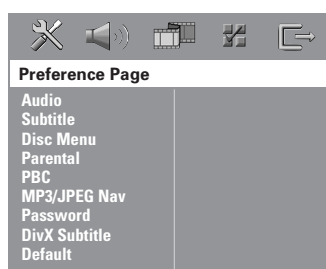 Preference Page
Audio
Subtitle
Disc Menu
Parental
PBC
MP3/JPEG Nav
Password
DivX Subtitle
Default